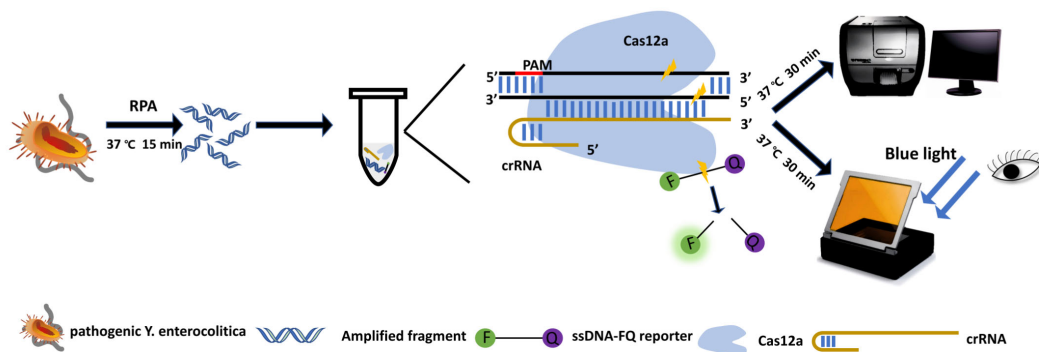 RPA
37 ℃ 15 min
Cas12a
PAM
5’
3’
3’
5’
3’
5’
crRNA
F
Q
F
Q
37 ℃ 30 min
37 ℃ 30 min
Blue light
pathogenic Y. enterocolitica
Amplified fragment
F
Q
ssDNA-FQ reporter
Cas12a
crRNA